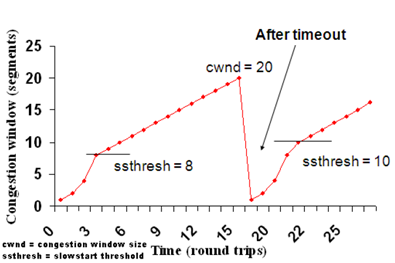 After timeout
Congestion window (segments)
25
20
15
10
5
0
cwnd = 20
ssthresh = 8
ssthresh = 10
0
3
6
9
12
15
20
22
25
Time (round trips)
cwnd = congestion window size
ssthresh = slowstart threshold